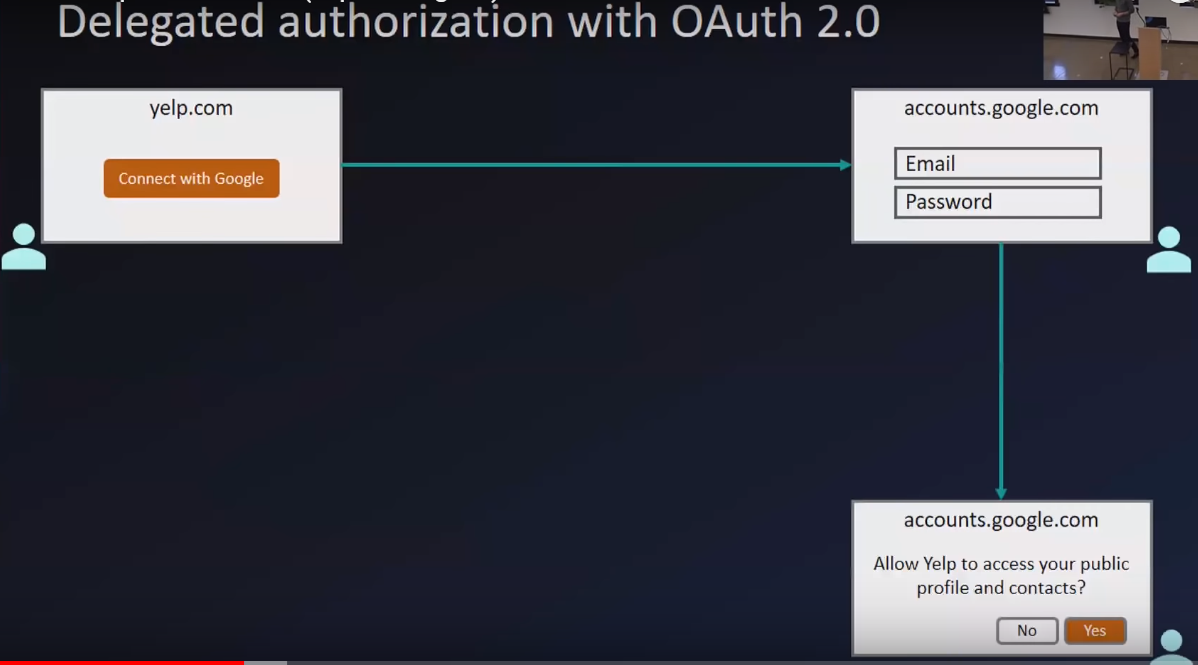 Delegated authorization with OAuth 2.0
yelp.com
Connect with Google
accounts.google.com
Email
Password
accounts.google.com
Allow Yelp to access your public
profile and contacts?
No
Yes